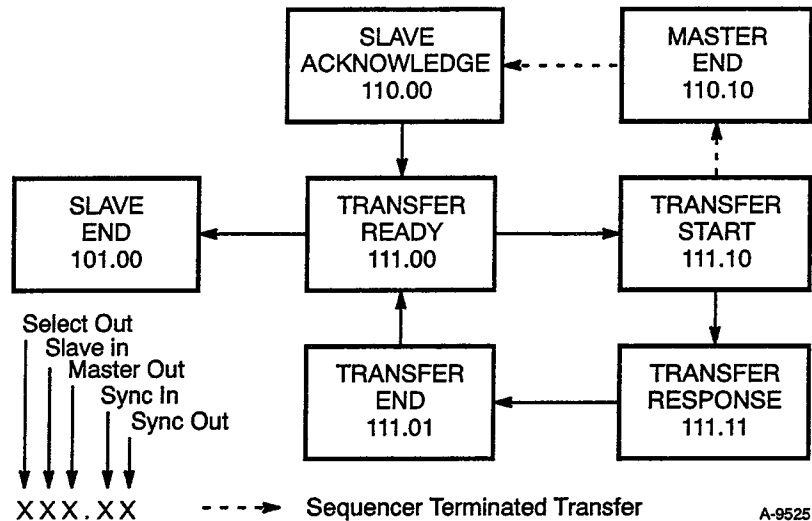 SLAVE
ACKNOWLEDGE
110.00
MASTER
END
110.10
SLAVE
END
101.00
TRANSFER
READY
111.00
TRANSFER
START
111.10
Select Out
Slave in
Master Out
Sync In
Sync Out
TRANSFER
END
111.01
TRANSFER
RESPONSE
111.11
XXX.XX
Sequencer Terminated Transfer
A-9525